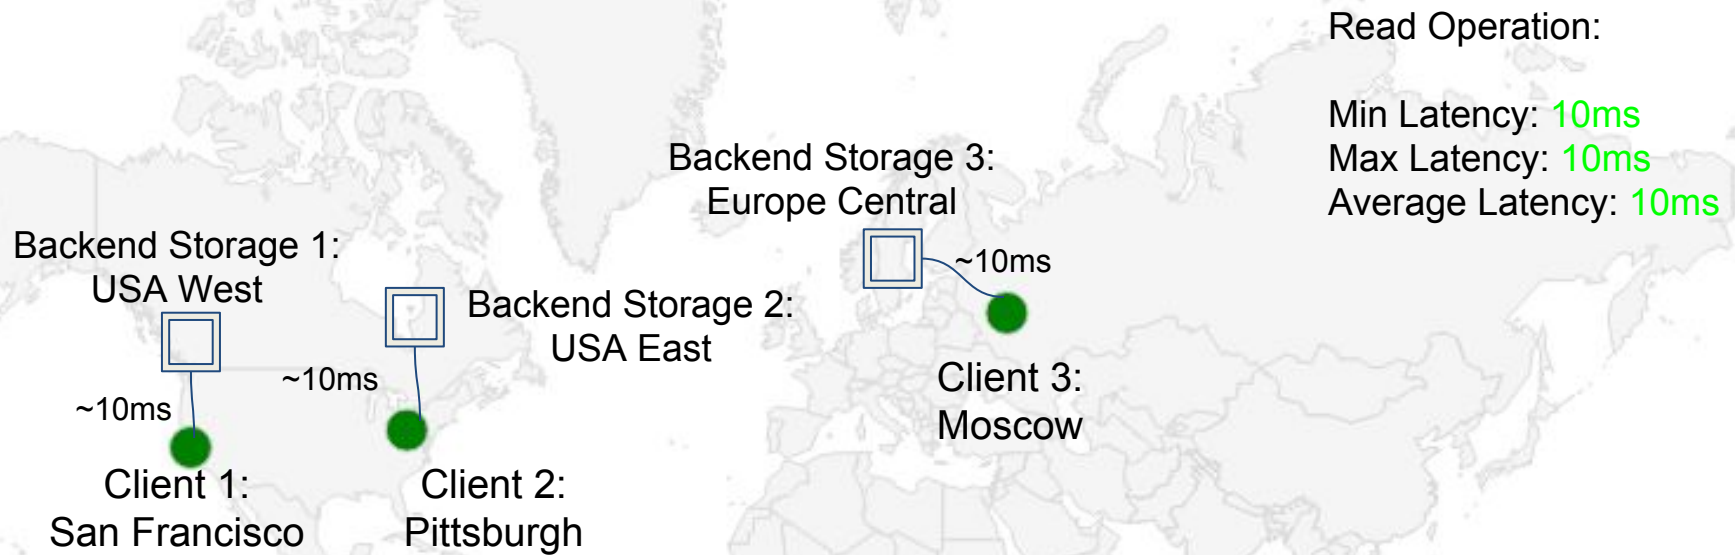 Read Operation:
Min Latency: 10ms
Max Latency: 10ms
Average Latency: 10ms
Backend Storage 3:
Europe Central
~10ms
Backend Storage 1:
USA West
Backend Storage 2:
USA East
~10ms
~10ms
Client 3:
Moscow
Client 1:
San Francisco
Client 2:
Pittsburgh